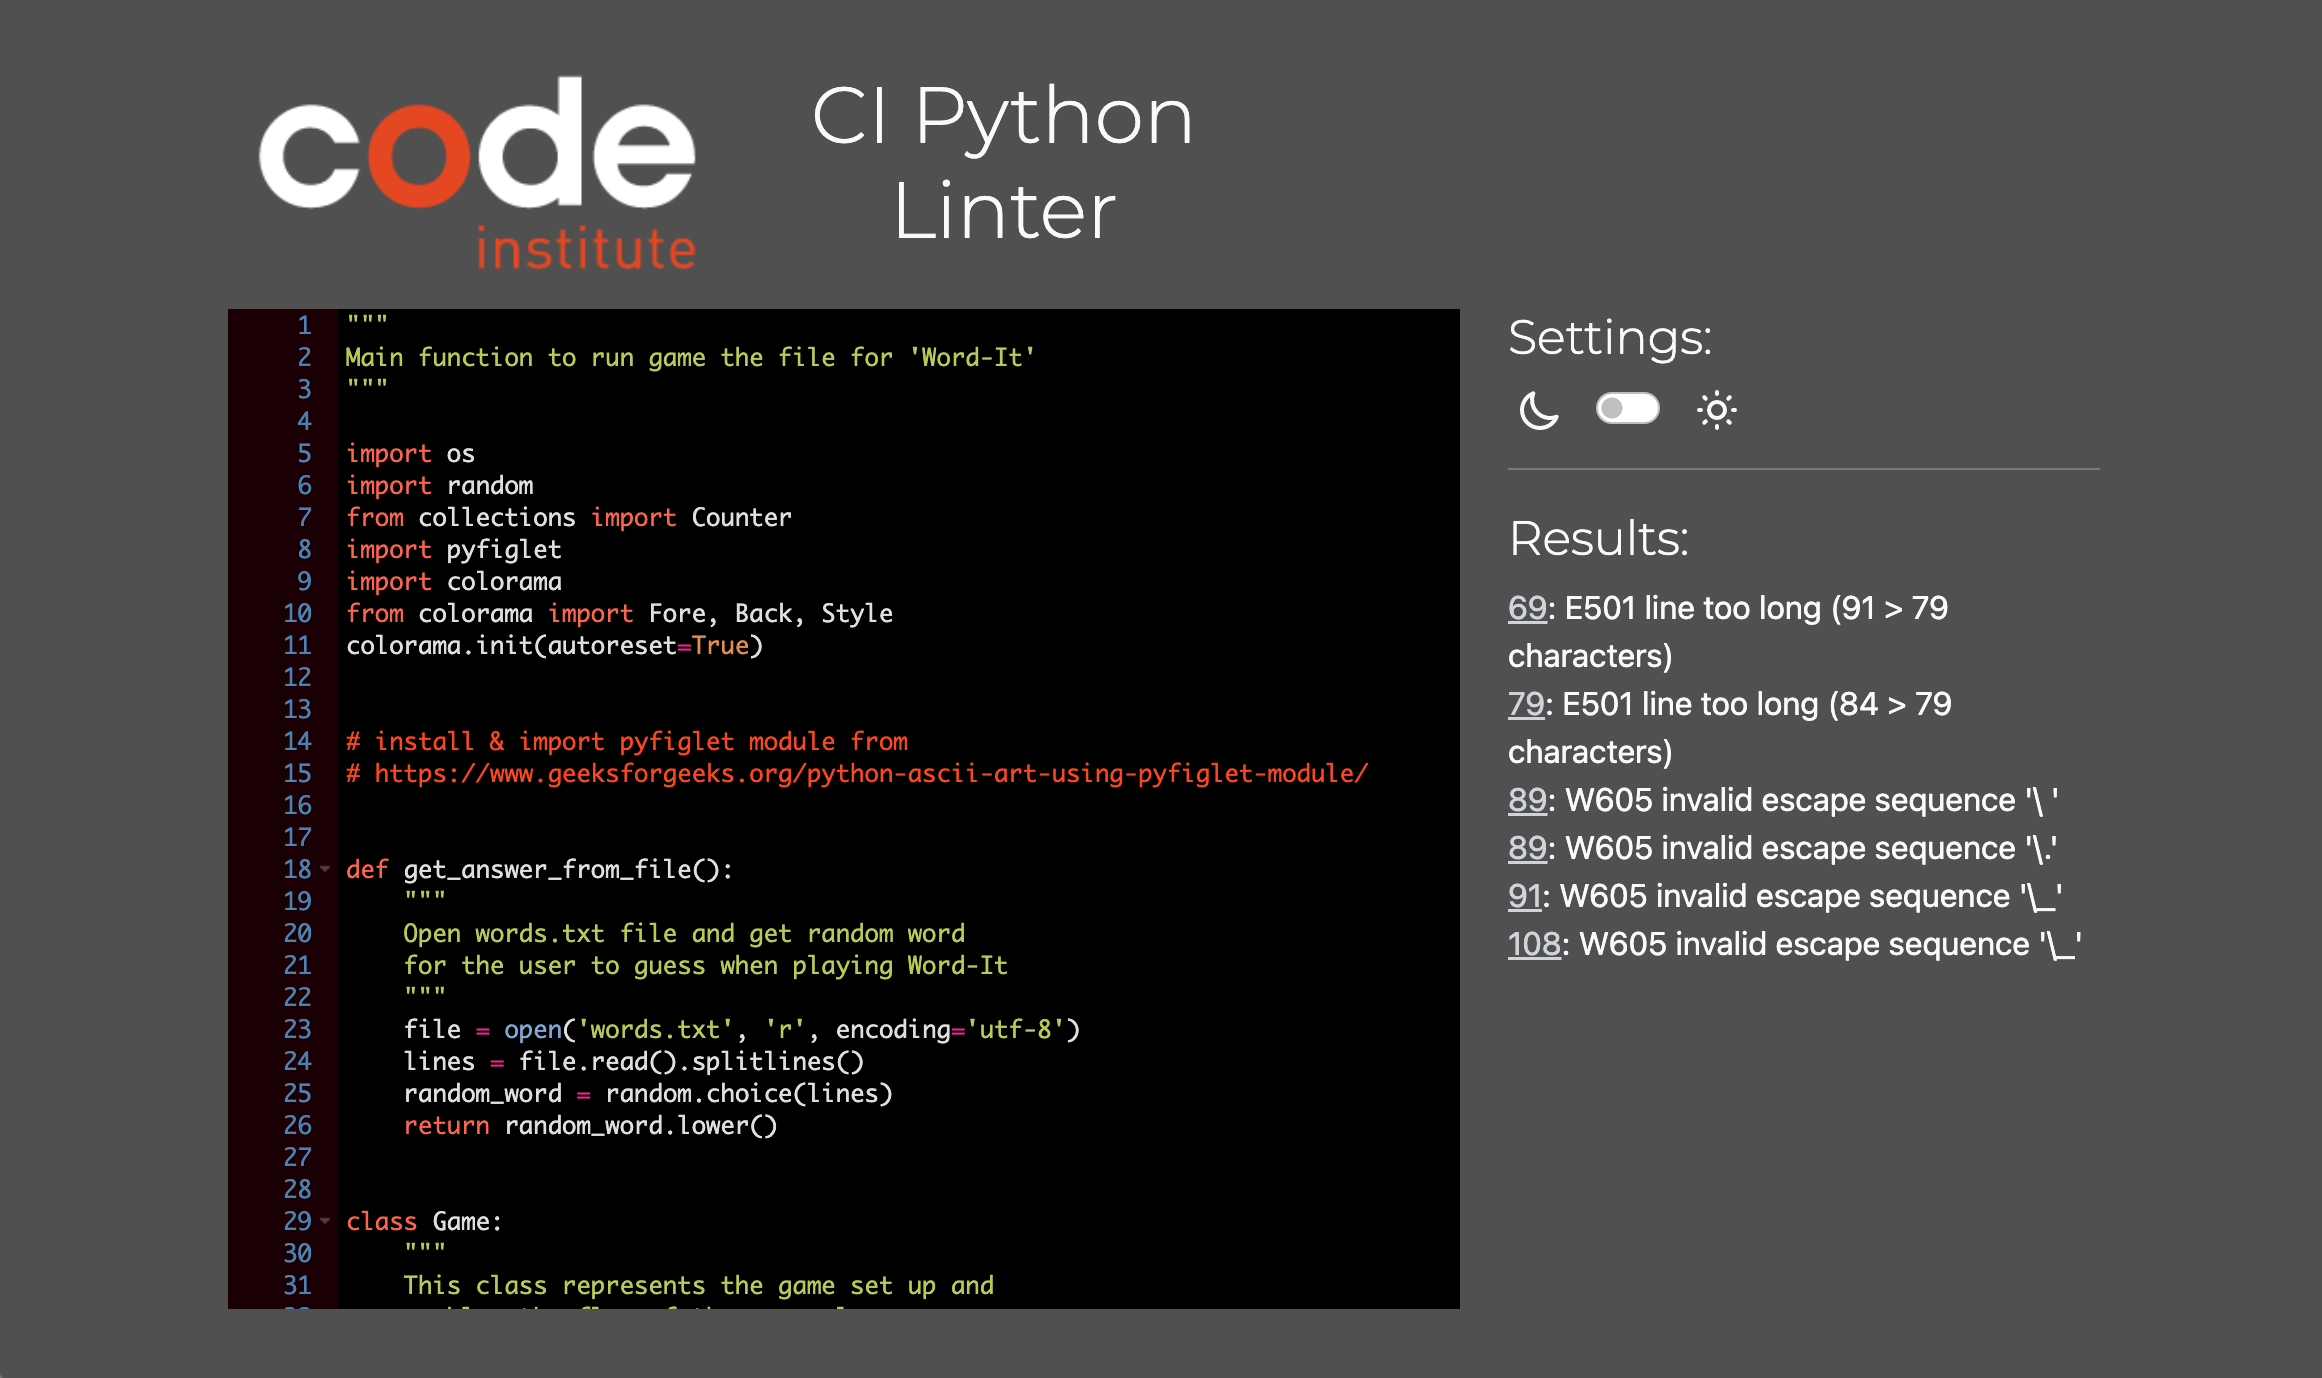 code
institute
CI Python
Linter
1 """
2 Main function to run game the file for 'Word-It'
3 """
4
5 import os
6 import random
7 from collections import Counter
8 import pyfiglet
9 import colorama
10 from colorama import Fore, Back, Style
11 colorama.init(autoreset=True)
12
13
14 # install & import pyfiglet module from
15 # https://www.geeksforgeeks.org/python-ascii-art-using-pyfiglet-module/
16
17
18 def get_answer_from_file():
19     """
20     Open words.txt file and get random word
21     for the user to guess when playing Word-It
22     """
23     file = open('words.txt', 'r', encoding='utf-8')
24     lines = file.read().splitlines()
25     random_word = random.choice(lines)
26     return random_word.lower()
27
28
29 class Game:
30     """
31     This class represents the game set up and
Settings:
Results:
69: E501 line too long (91 > 79
characters)
79: E501 line too long (84 > 79
characters)
89: W605 invalid escape sequence '\ '
89: W605 invalid escape sequence '\.'
91: W605 invalid escape sequence '\_'
108: W605 invalid escape sequence '\_'